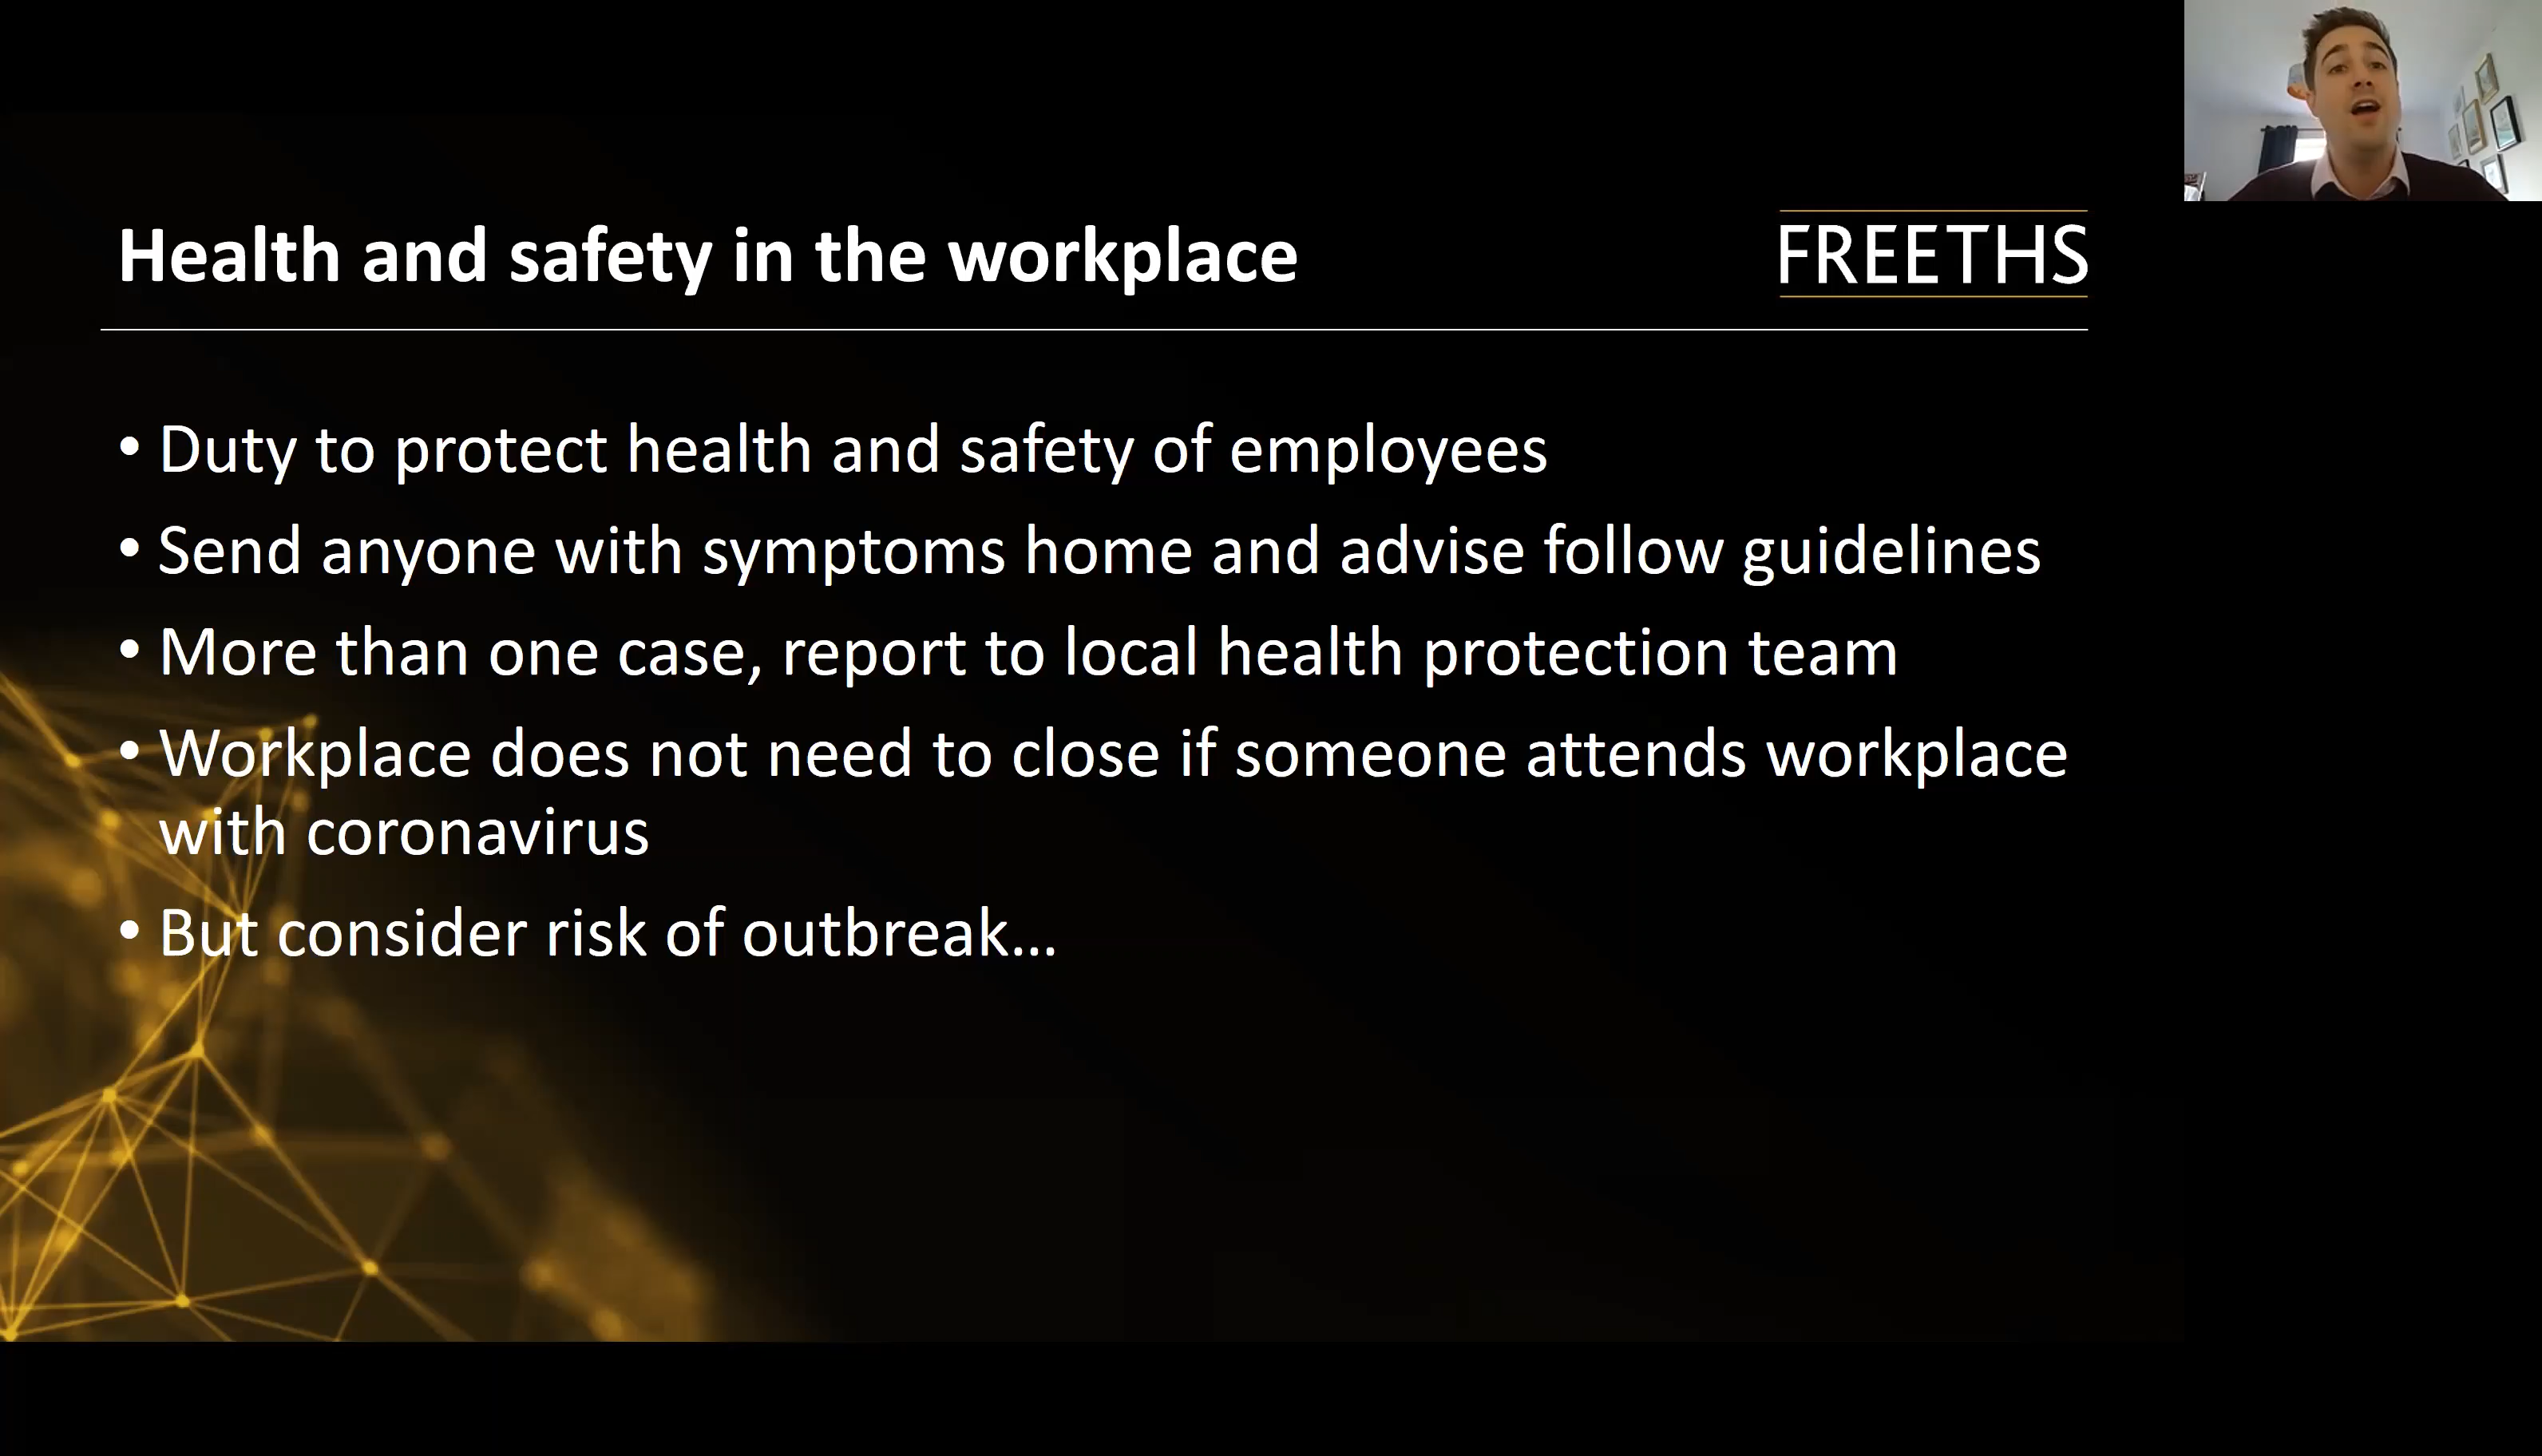 Health and safety in the workplace
FREETHS
• Duty to protect health and safety of employees
• Send anyone with symptoms home and advise follow guidelines
• More than one case, report to local health protection team
• Workplace does not need to close if someone attends workplace
with coronavirus
• But consider risk of outbreak...